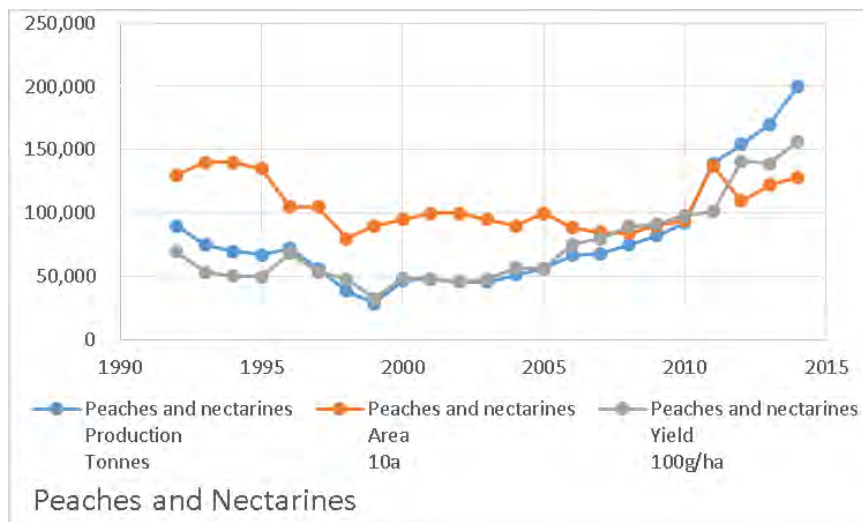 250,000
200,000
150,000
100,000
50,000
0
1990 1995 2000 2005 2010 2015
Peaches and nectarines Peaches and nectarines Peaches and nectarines
Production Area Yield
Tonnes 10a 100g/ha
Peaches and Nectarines